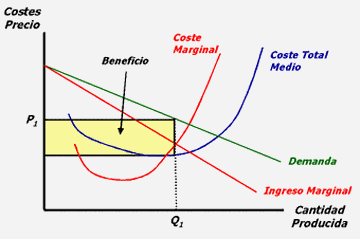 Costes
Precio
Coste
Marginal
Coste Total
Medio
Beneficio
P1
Demanda
Ingreso Marginal
Cantidad
Producida
Q1